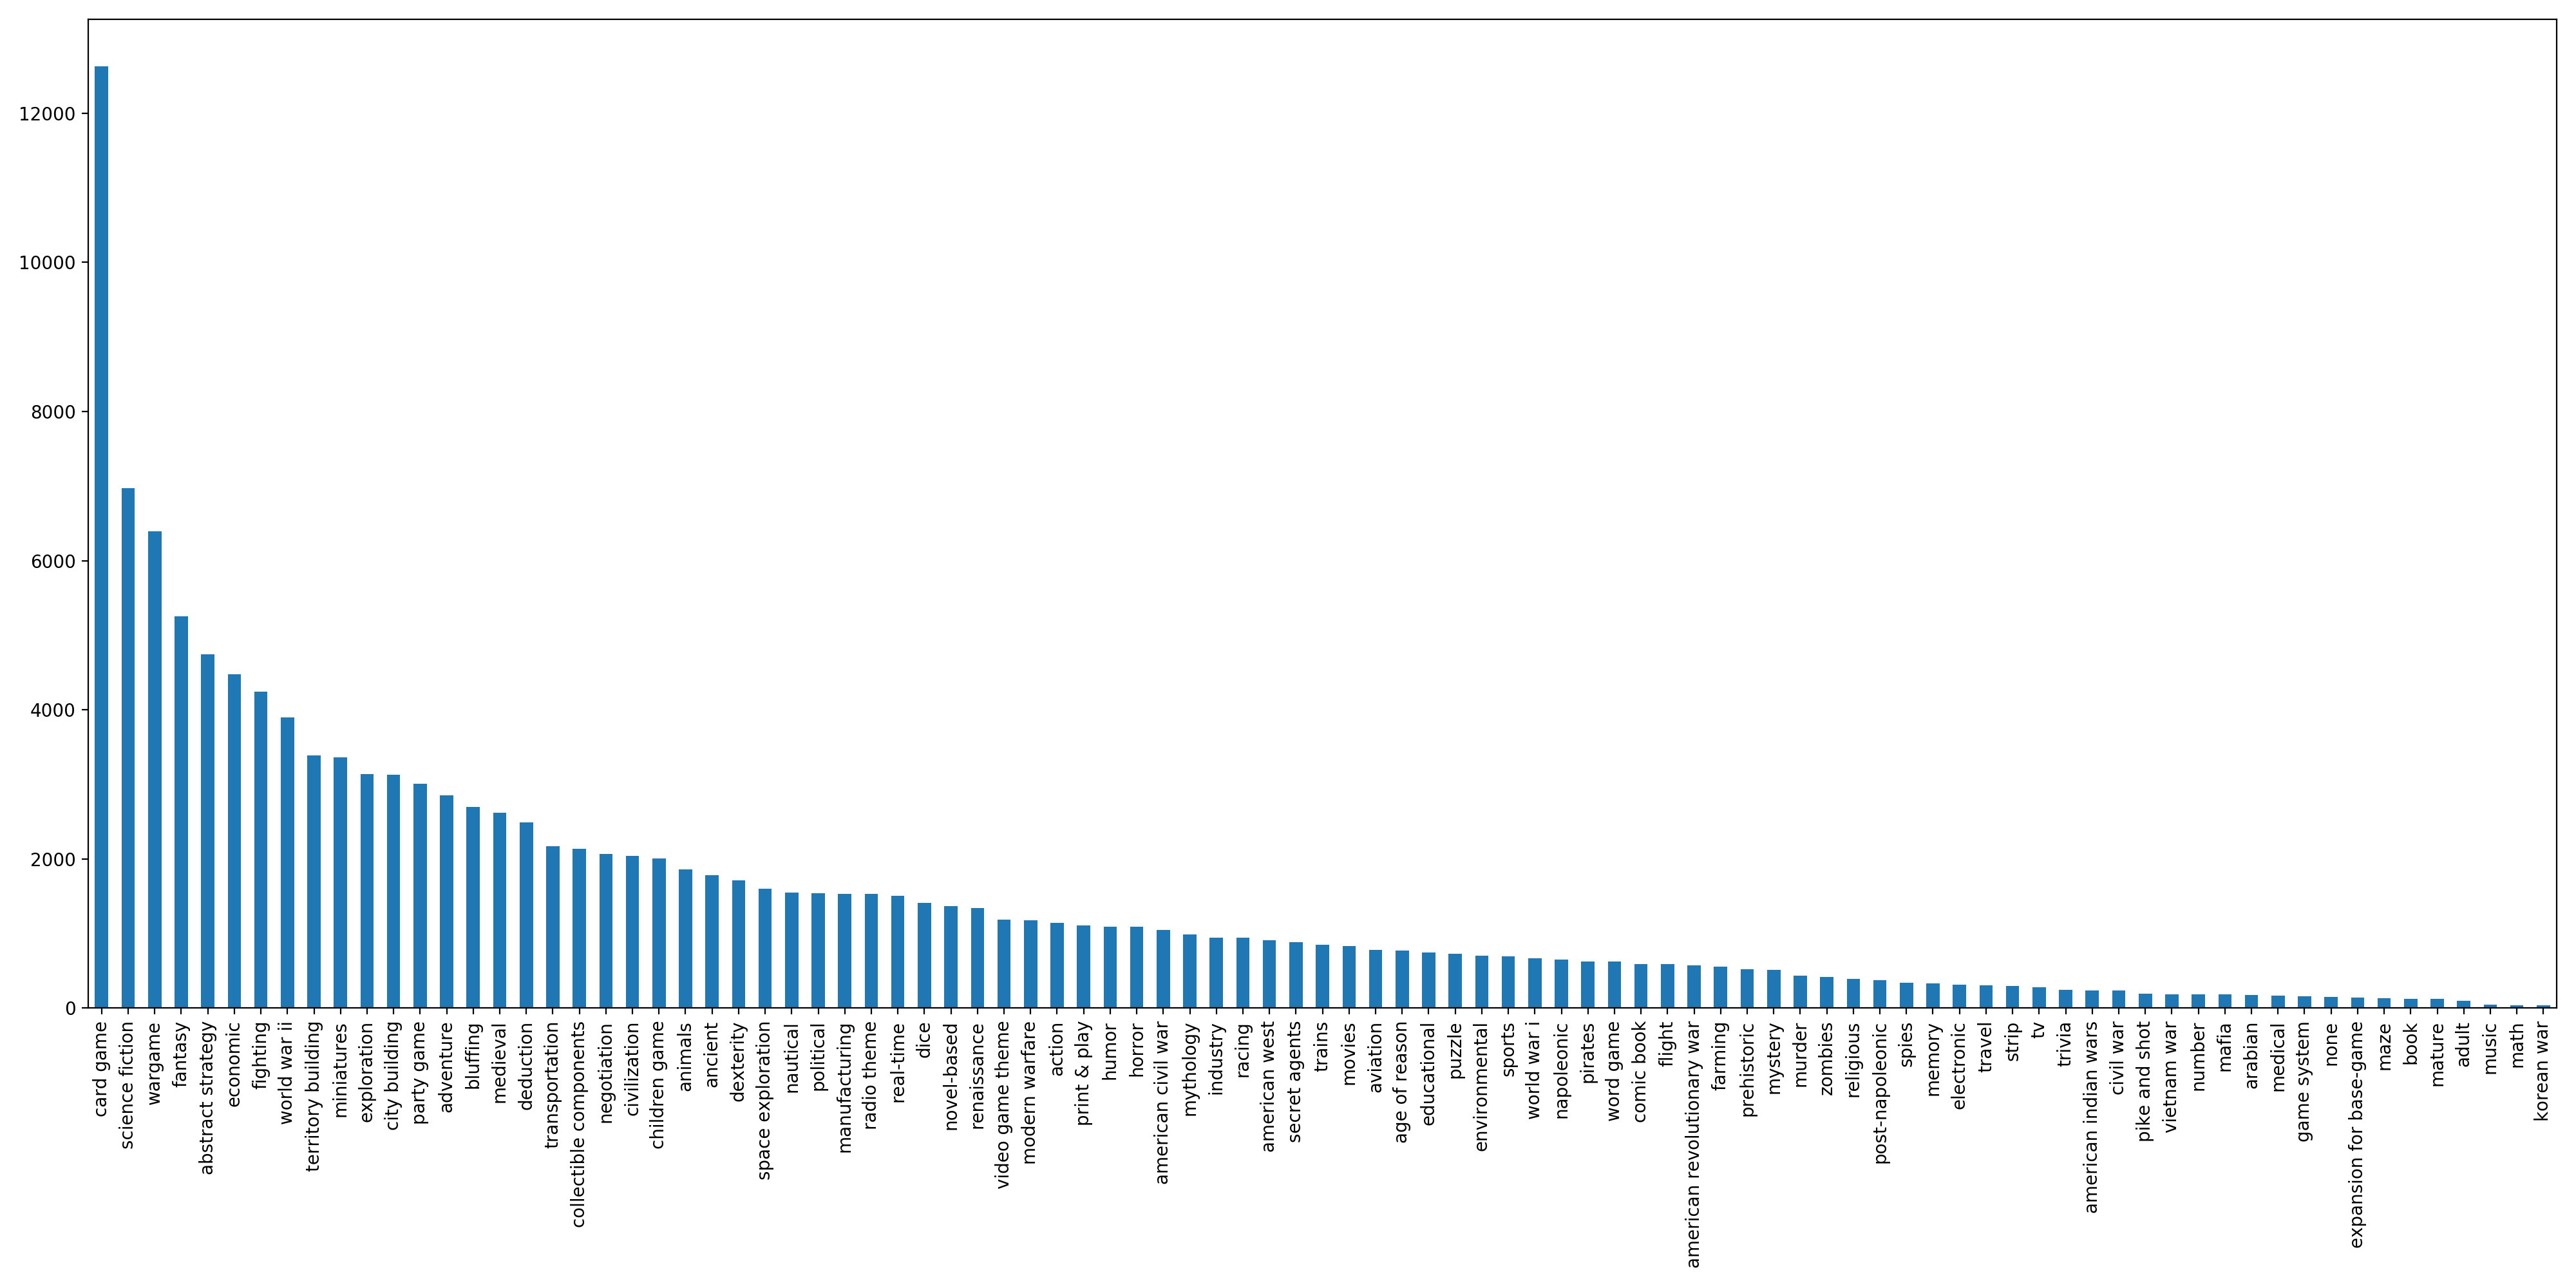 12000
10000
8000
6000
4000
2000
0
card game
science fiction
wargame
fantasy
abstract strategy
economic
fighting
world war ii
territory building
miniatures
exploration
city building
party game
adventure
bluffing
medieval
deduction
transportation
collectible components
negotiation
civilization
children game
animals
ancient
dexterity
space exploration
nautical
political
manufacturing
radio theme
real-time
dice
novel-based
renaissance
video game theme
modern warfare
action
print & play
humor
horror
american civil war
mythology
industry
racing
american west
secret agents
trains
movies
aviation
age of reason
educational
puzzle
environmental
sports
world war i
napoleonic
pirates
word game
comic book
flight
american revolutionary war
farming
prehistoric
mystery
murder
zombies
religious
post-napoleonic
spies
memory
electronic
travel
strip
tv
trivia
american indian wars
civil war
pike and shot
vietnam war
number
mafia
arabian
medical
game system
none
expansion for base-game
maze
book
mature
adult
music
math
korean war